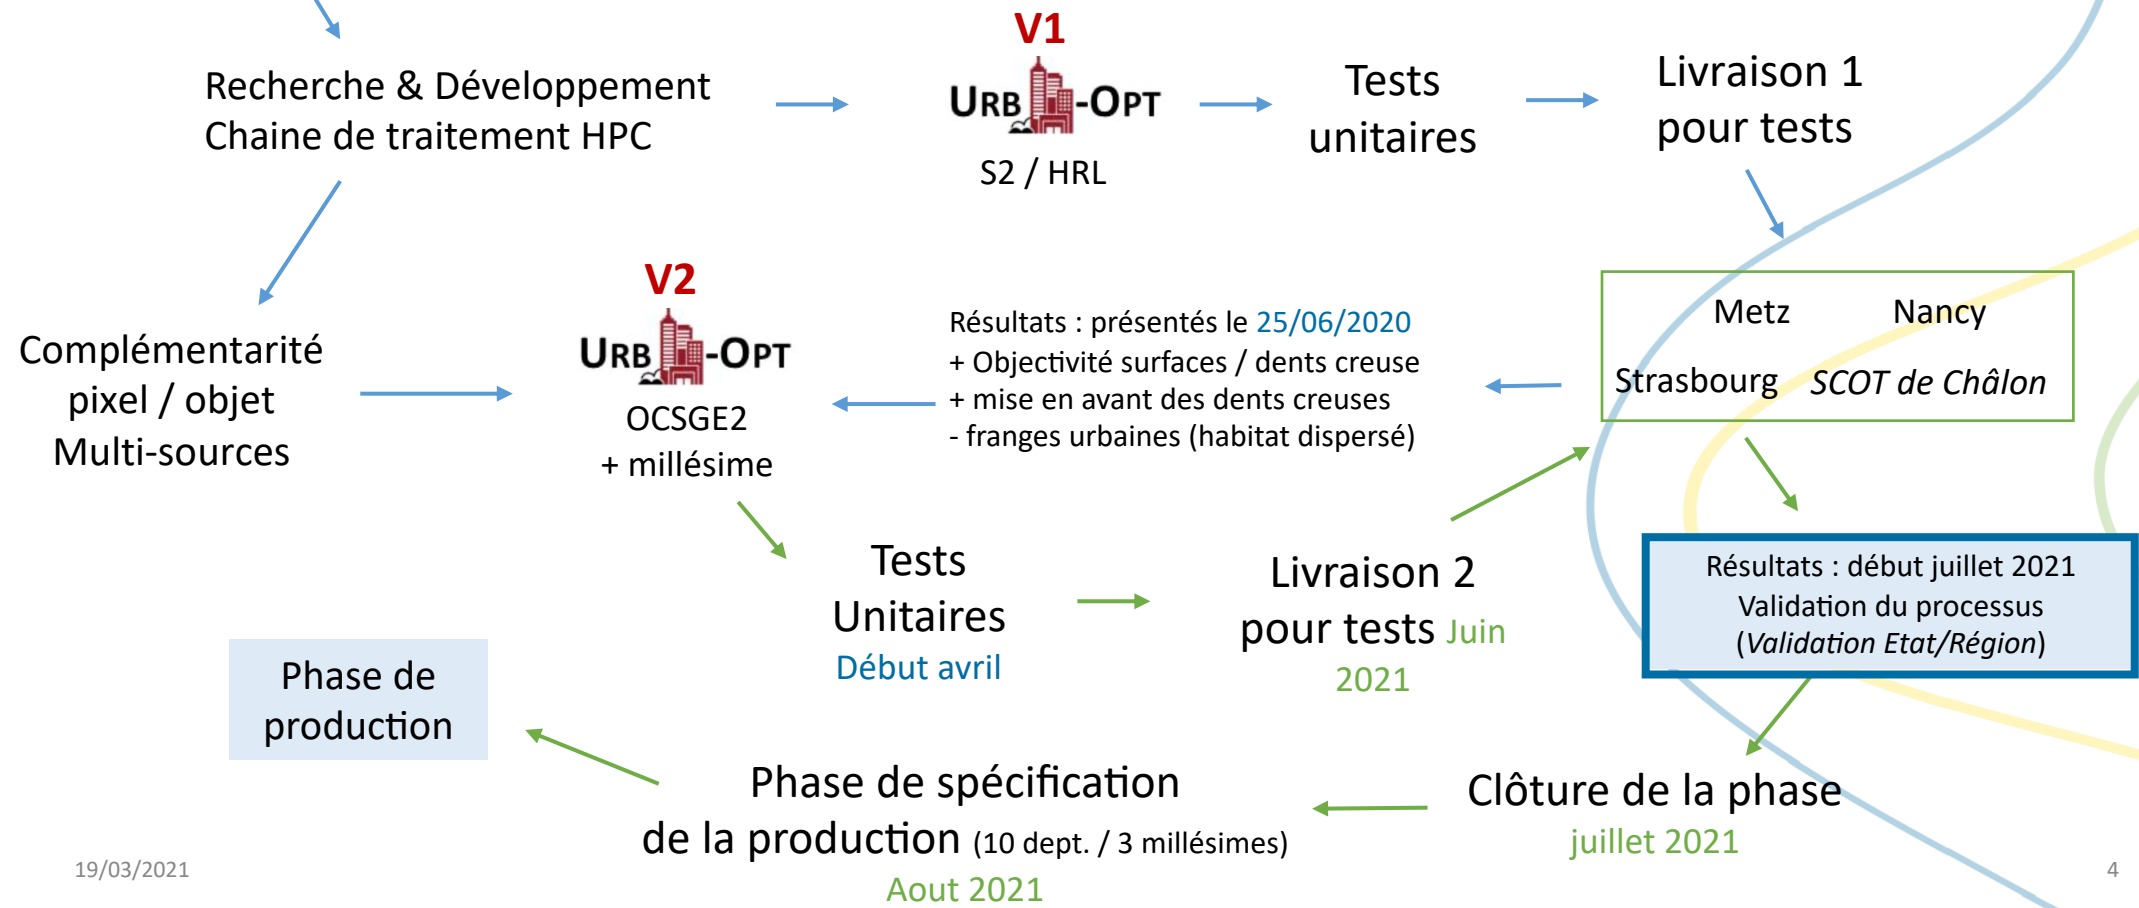 Recherche & Développement
Chaine de traitement HPC
V1
URB -OPT
S2 / HRL
Tests
unitaires
Livraison 1
pour tests
Complémentarité
pixel / objet
Multi-sources
V2
URB -OPT
OCSGE2
+ millésime
Résultats : présentés le 25/06/2020
+ Objectivité surfaces / dents creuse
+ mise en avant des dents creuses
- franges urbaines (habitat dispersé)
Metz Nancy
Strasbourg SCOT de Châlon
Tests
Unitaires
Début avril
Livraison 2
pour tests Juin
2021
Résultats : début juillet 2021
Validation du processus
(Validation Etat/Région)
Phase de
production
Phase de spécification
de la production (10 dept. / 3 millésimes)
Aout 2021
Clôture de la phase
juillet 2021
19/03/2021
4